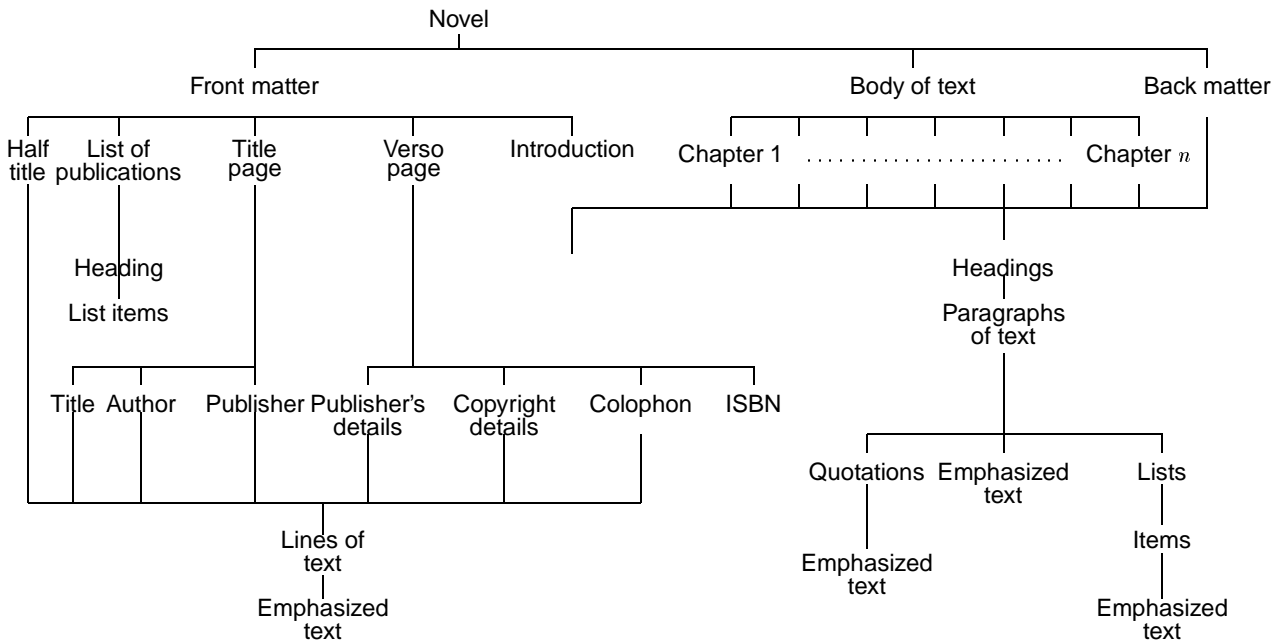 Novel
Front matter
Body of text
Back matter
Half
title
List of
publications
Title
page
Verso
page
Introduction
Chapter 1
. . . . . . . . . . . . . . . . . . . . . . . .
Chapter n
Heading
List items
Headings
Paragraphs
of text
Title
Author
Publisher
Publisher's
details
Copyright
details
Colophon
ISBN
Quotations
Emphasized
text
Lists
Lines of
text
Emphasized
text
Items
Emphasized
text
Emphasized
text